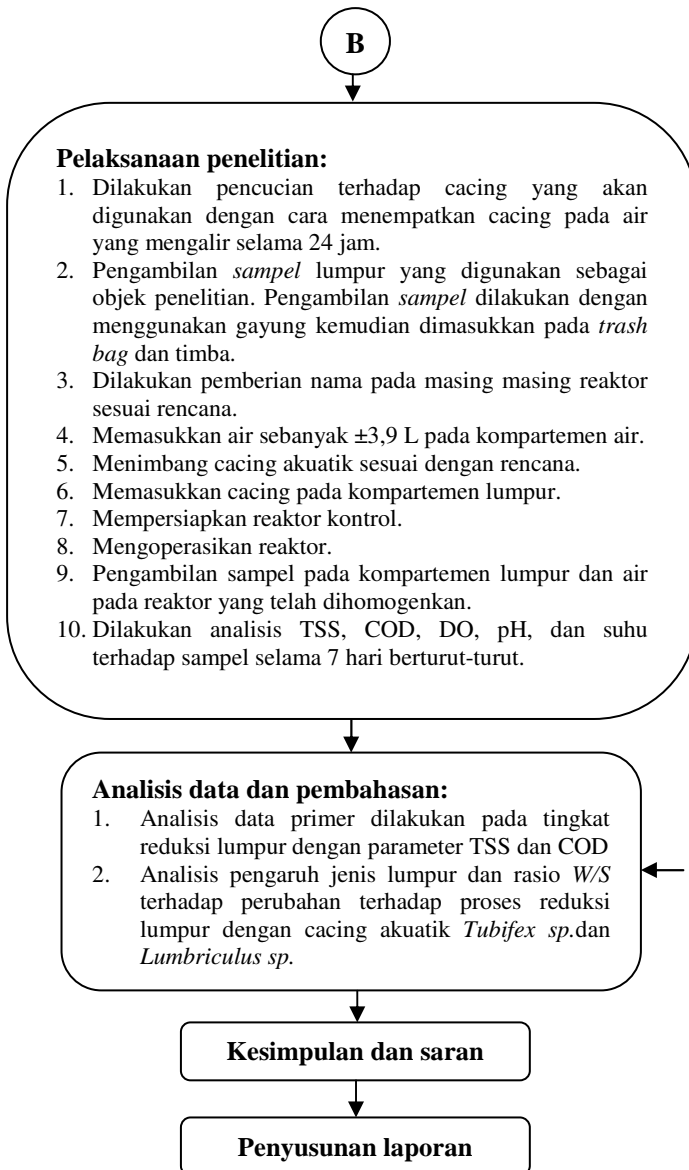 B
Pelaksanaan penelitian:
1. Dilakukan pencucian terhadap cacing yang akan
digunakan dengan cara menempatkan cacing pada air
yang mengalir selama 24 jam.
2. Pengambilan sampel lumpur yang digunakan sebagai
objek penelitian. Pengambilan sampel dilakukan dengan
menggunakan gayung kemudian dimasukkan pada trash
bag dan timba.
3. Dilakukan pemberian nama pada masing masing reaktor
sesuai rencana.
4. Memasukkan air sebanyak ±3,9 L pada kompartemen air.
5. Menimbang cacing akuatik sesuai dengan rencana.
6. Memasukkan cacing pada kompartemen lumpur.
7. Mempersiapkan reaktor kontrol.
8. Mengoperasikan reaktor.
9. Pengambilan sampel pada kompartemen lumpur dan air
pada reaktor yang telah dihomogenkan.
10. Dilakukan analisis TSS, COD, DO, pH, dan suhu
terhadap sampel selama 7 hari berturut-turut.
Analisis data dan pembahasan:
1. Analisis data primer dilakukan pada tingkat
reduksi lumpur dengan parameter TSS dan COD
2. Analisis pengaruh jenis lumpur dan rasio W/S
terhadap perubahan terhadap proses reduksi
lumpur dengan cacing akuatik Tubifex sp.dan
Lumbriculus sp.
Kesimpulan dan saran
Penyusunan laporan